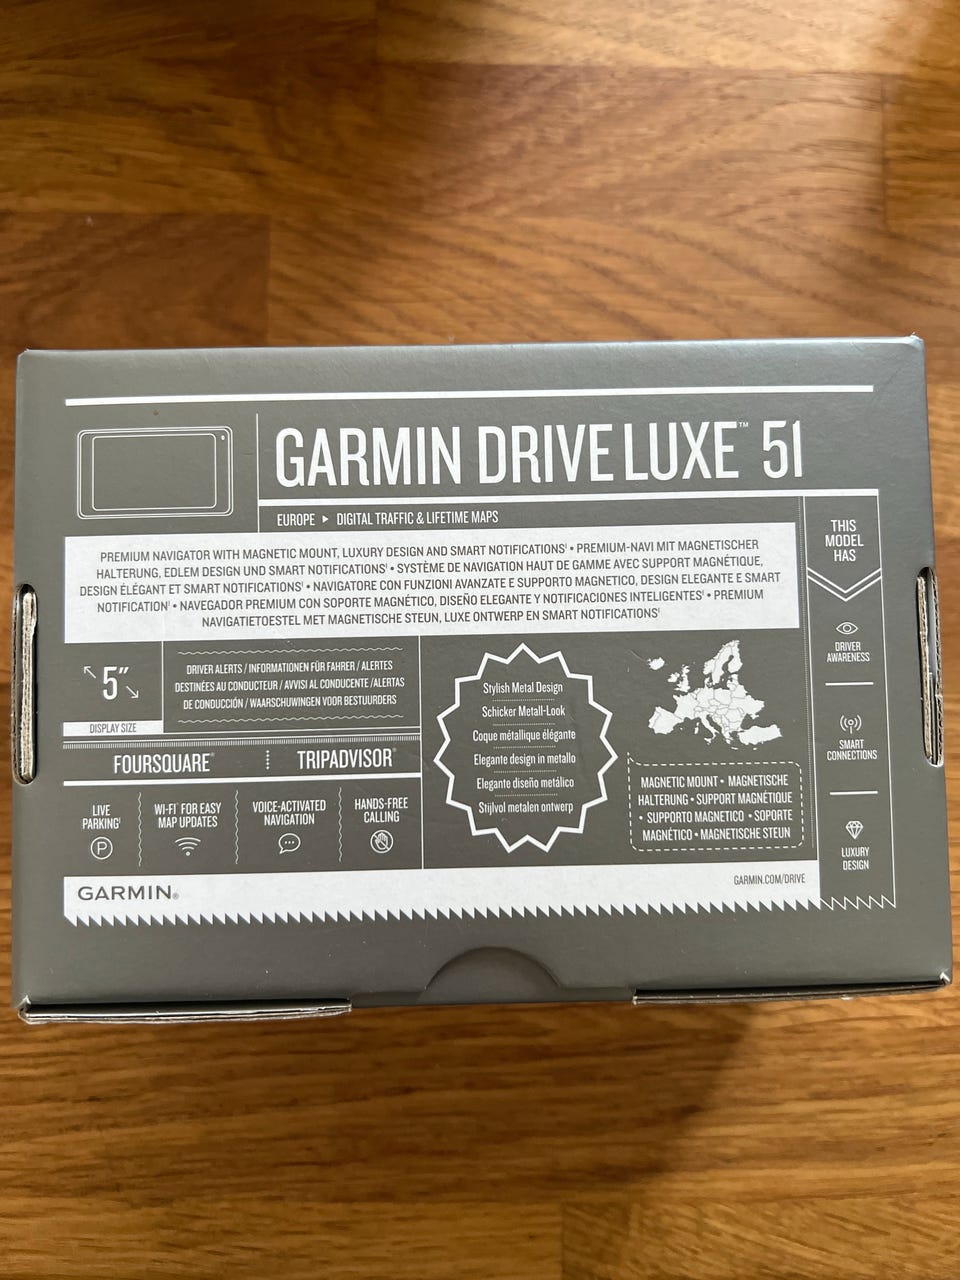 GARMIN DRIVELUXE™ 51
EUROPE ▸ DIGITAL TRAFFIC & LIFETIME MAPS
PREMIUM NAVIGATOR WITH MAGNETIC MOUNT, LUXURY DESIGN AND SMART NOTIFICATIONS¹ • PREMIUM-NAVI MIT MAGNETISCHER
HALTERUNG, EDLEM DESIGN UND SMART NOTIFICATIONS¹ • SYSTÈME DE NAVIGATION HAUT DE GAMME AVEC SUPPORT MAGNÉTIQUE,
DESIGN ÉLÉGANT ET SMART NOTIFICATIONS¹ • NAVIGATORE CON FUNZIONI AVANZATE E SUPPORTO MAGNETICO, DESIGN ELEGANTE E SMART
NOTIFICATION¹ • NAVEGADOR PREMIUM CON SOPORTE MAGNÉTICO, DISEÑO ELEGANTE Y NOTIFICACIONES INTELIGENTES¹ • PREMIUM
NAVIGATIETOESTEL MET MAGNETISCHE STEUN, LUXE ONTWERP EN SMART NOTIFICATIONS¹
THIS
MODEL
HAS
DRIVER
AWARENESS
SMART
CONNECTIONS
LUXURY
DESIGN
5"
DISPLAY SIZE
DRIVER ALERTS / INFORMATIONEN FÜR FAHRER / ALERTES
DESTINÉES AU CONDUCTEUR / AVVISI AL CONDUCENTE /ALERTAS
DE CONDUCCIÓN / WAARSCHUWINGEN VOOR BESTUURDERS
FOURSQUARE® TRIPADVISOR®
LIVE
PARKING¹
P
WI-FI® FOR EASY
MAP UPDATES
VOICE-ACTIVATED
NAVIGATION
HANDS-FREE
CALLING
Stylish Metal Design
Schicker Metall-Look
Coque métallique élégante
Elegante design in metallo
Elegante diseño metálico
Stijlvol metalen ontwerp
MAGNETIC MOUNT • MAGNETISCHE
HALTERUNG • SUPPORT MAGNÉTIQUE
• SUPPORTO MAGNETICO • SOPORTE
MAGNÉTICO • MAGNETISCHE STEUN
GARMIN®
GARMIN.COM/DRIVE